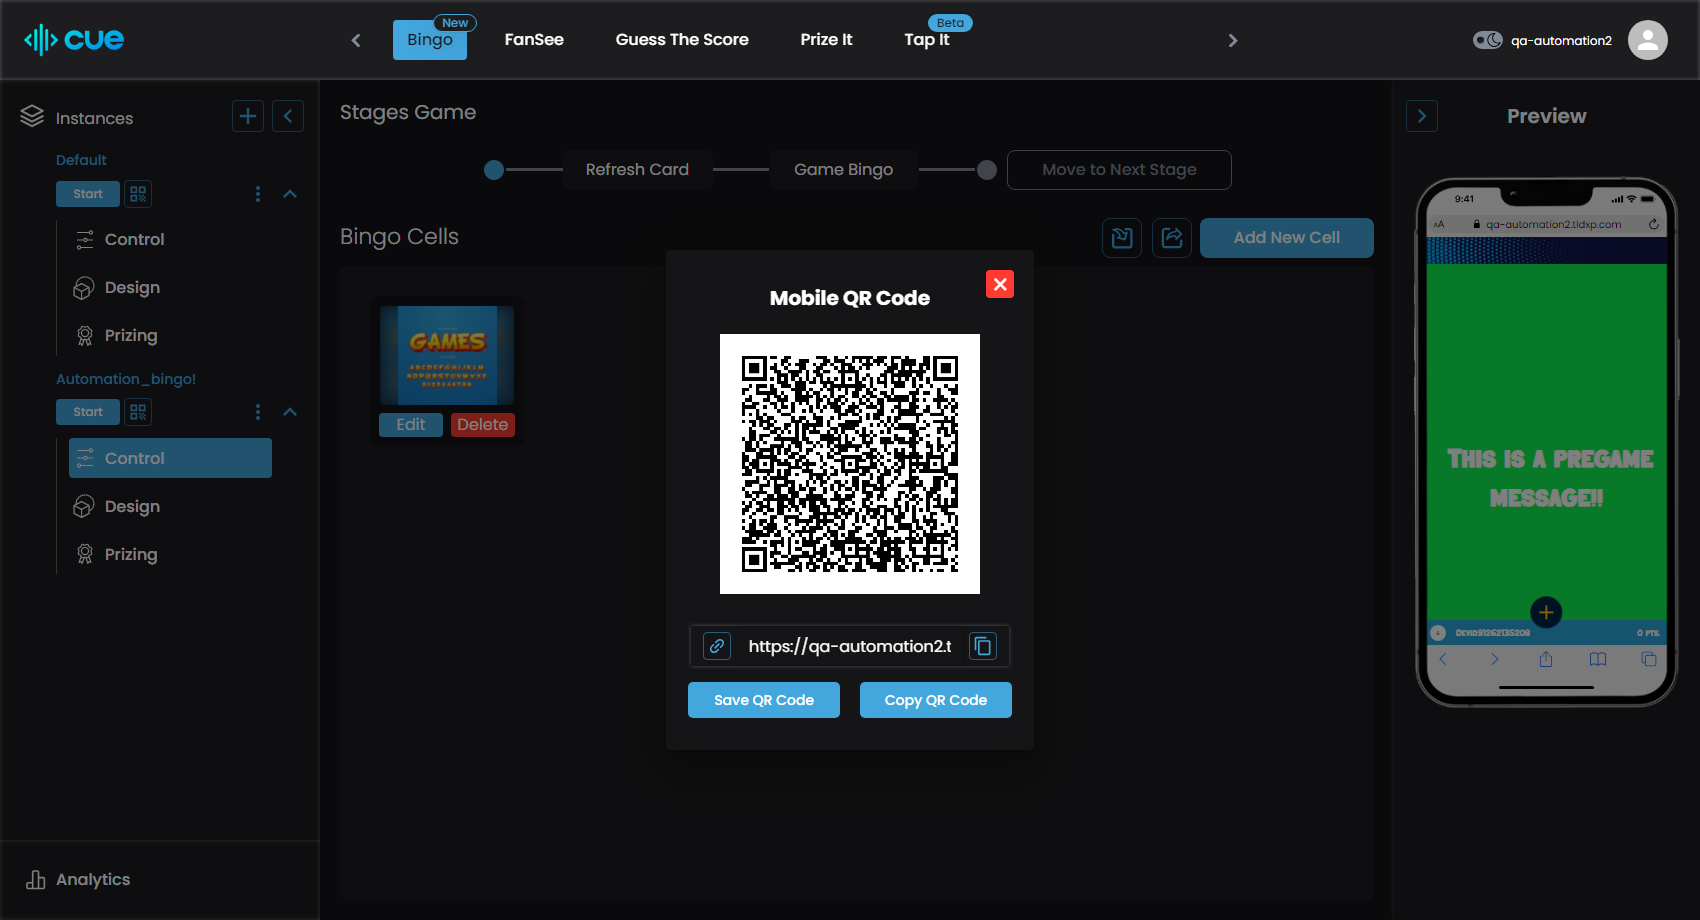 cue
Bingo
New
FanSee
Guess The Score
Prize It
Tap It
Beta
qa-automation2
Instances
Default
Start
Control
Design
Prizing
Automation_bingo!
Start
Control
Design
Prizing
Analytics
Stages Game
Refresh Card
Game Bingo
Move to Next Stage
Bingo Cells
Add New Cell
GAMES
ABCDEFGHIJKLM
NOPQRSTUVWXYZ
0123456789
Edit
Delete
Mobile QR Code
https://qa-automation2.t
Save QR Code
Copy QR Code
Preview
9:41
AA
qa-automation2.tldxp.com
THIS IS A PREGAME
MESSAGE!!
0 PTS.